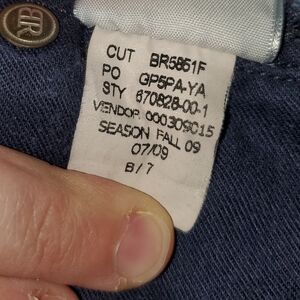 CUT BR5851F
PO GP5PA-YA
STY 670828-00-1
VENDOR 000309015
SEASON FALL 09
07/09
B/7